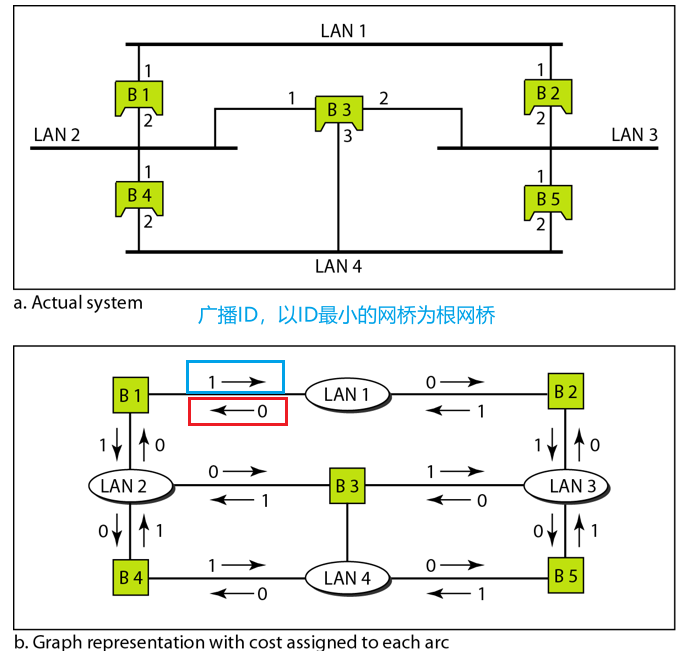 LAN 1
1 1
B 1 1 B 3 2 B 2
2 3 2
LAN 2 LAN 3
1 1
B 4 B 5
2 2
LAN 4
a. Actual system
广播ID，以ID最小的网桥为根网桥
1 0
B 1 LAN 1 B 2
0 1
1 0 1 0
0 1
LAN 2 B 3 LAN 3
1 0
0 1 0 1
1 0
B 4 LAN 4 B 5
0 1
b. Graph representation with cost assigned to each arc